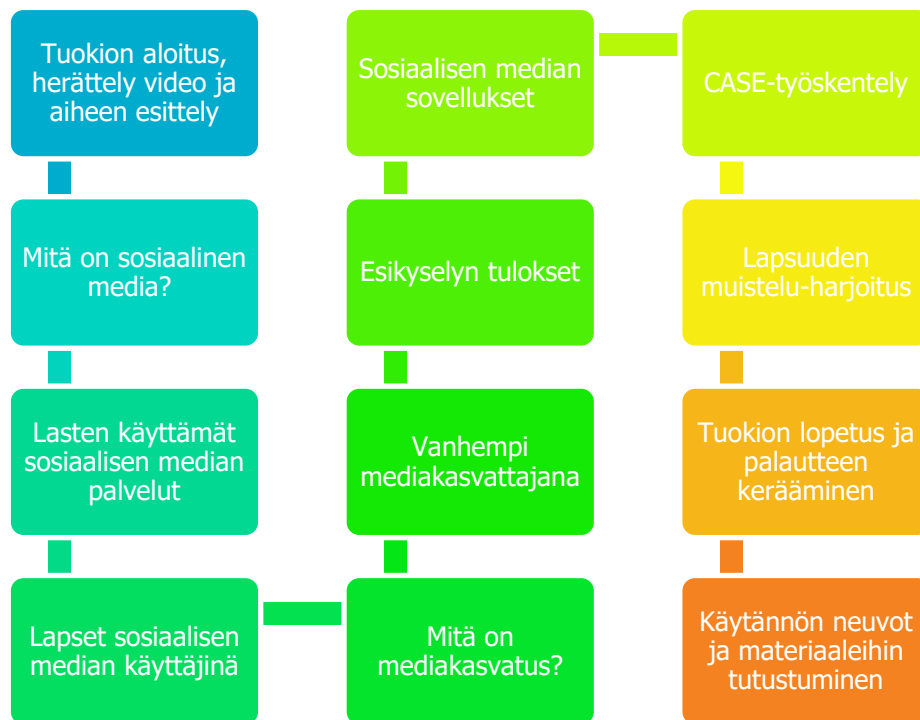 Tuokion aloitus,
herättely video ja
aiheen esittely
Mitä on sosiaalinen
media?
Lasten käyttämät
sosiaalisen median
palvelut
Lapset sosiaalisen
median käyttäjinä
Mitä on
mediakasvatus?
Vanhempi
mediakasvattajana
Esikyselyn tulokset
Sosiaalisen median
sovellukset
CASE-työskentely
Lapsuuden
muistelu-harjoitus
Tuokion lopetus ja
palautteen
kerääminen
Käytännön neuvot
ja materiaaleihin
tutustuminen